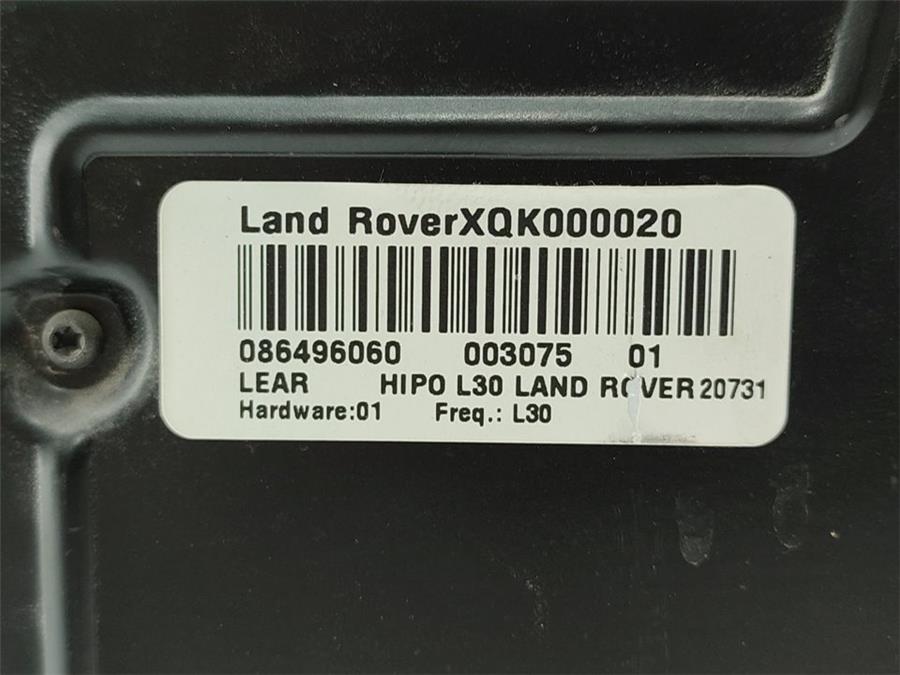 Land RoverXQK000020
086496060 003075 01
LEAR HIPO L30 LAND ROVER 20731
Hardware:01 Freq.: L30